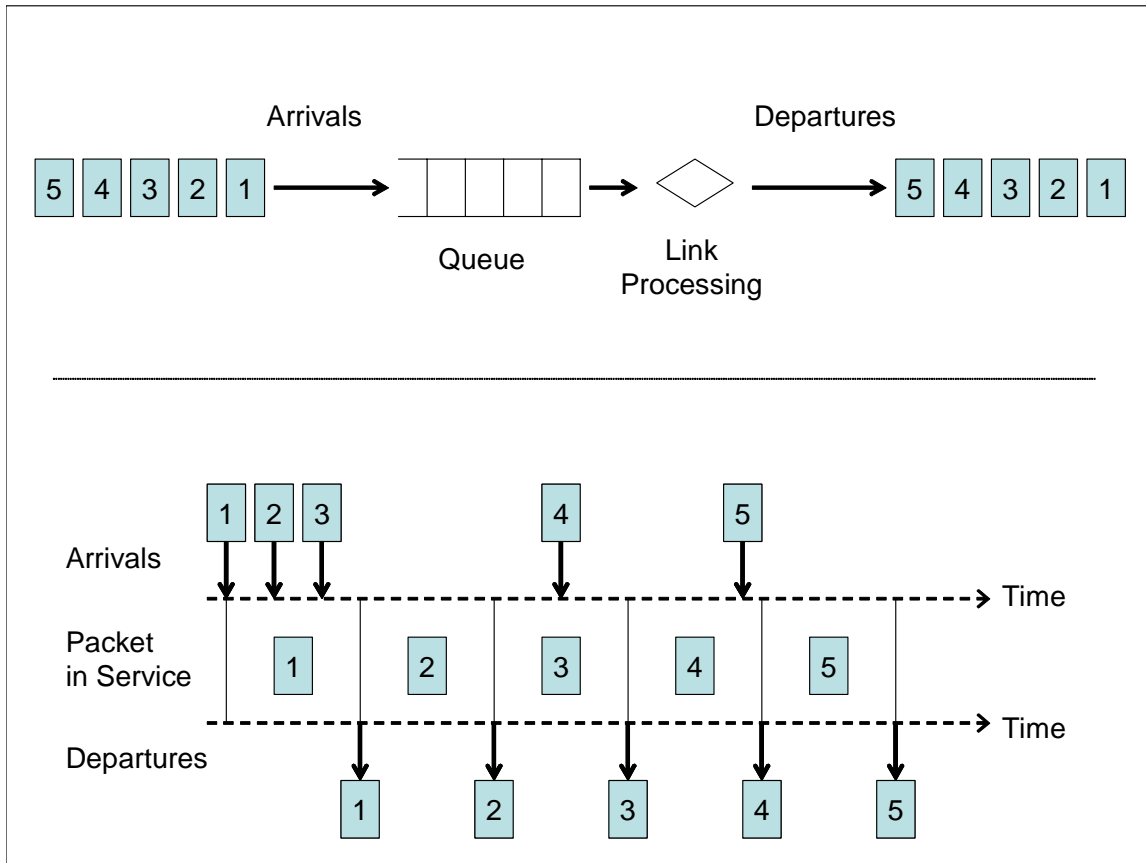 Arrivals
Departures
5 4 3 2 1
5 4 3 2 1
Queue
Link
Processing
1 2 3 4 5
Arrivals
Time
Packet
in Service
1 2 3 4 5
Time
Departures
1 2 3 4 5